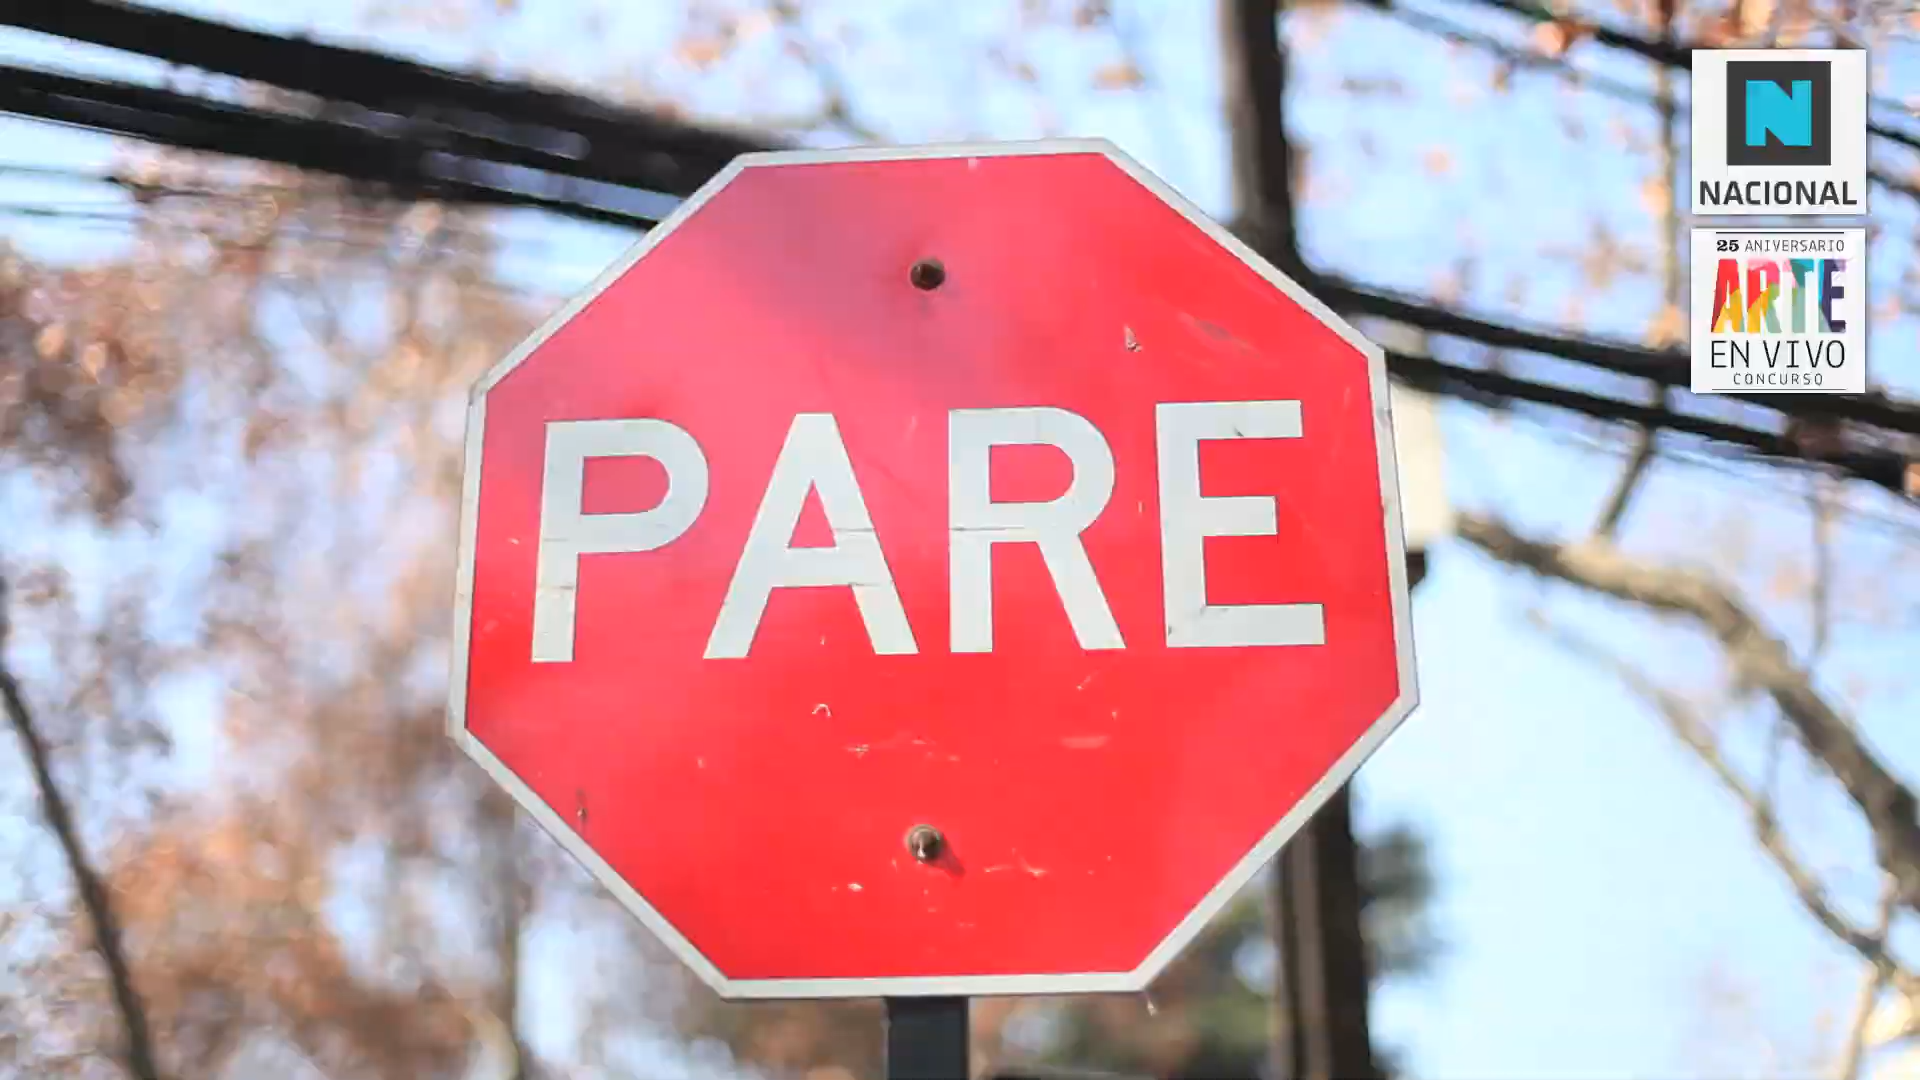 PARE
N
NACIONAL
25 ANIVERSARIO
ARTE
EN VIVO
CONCURSO